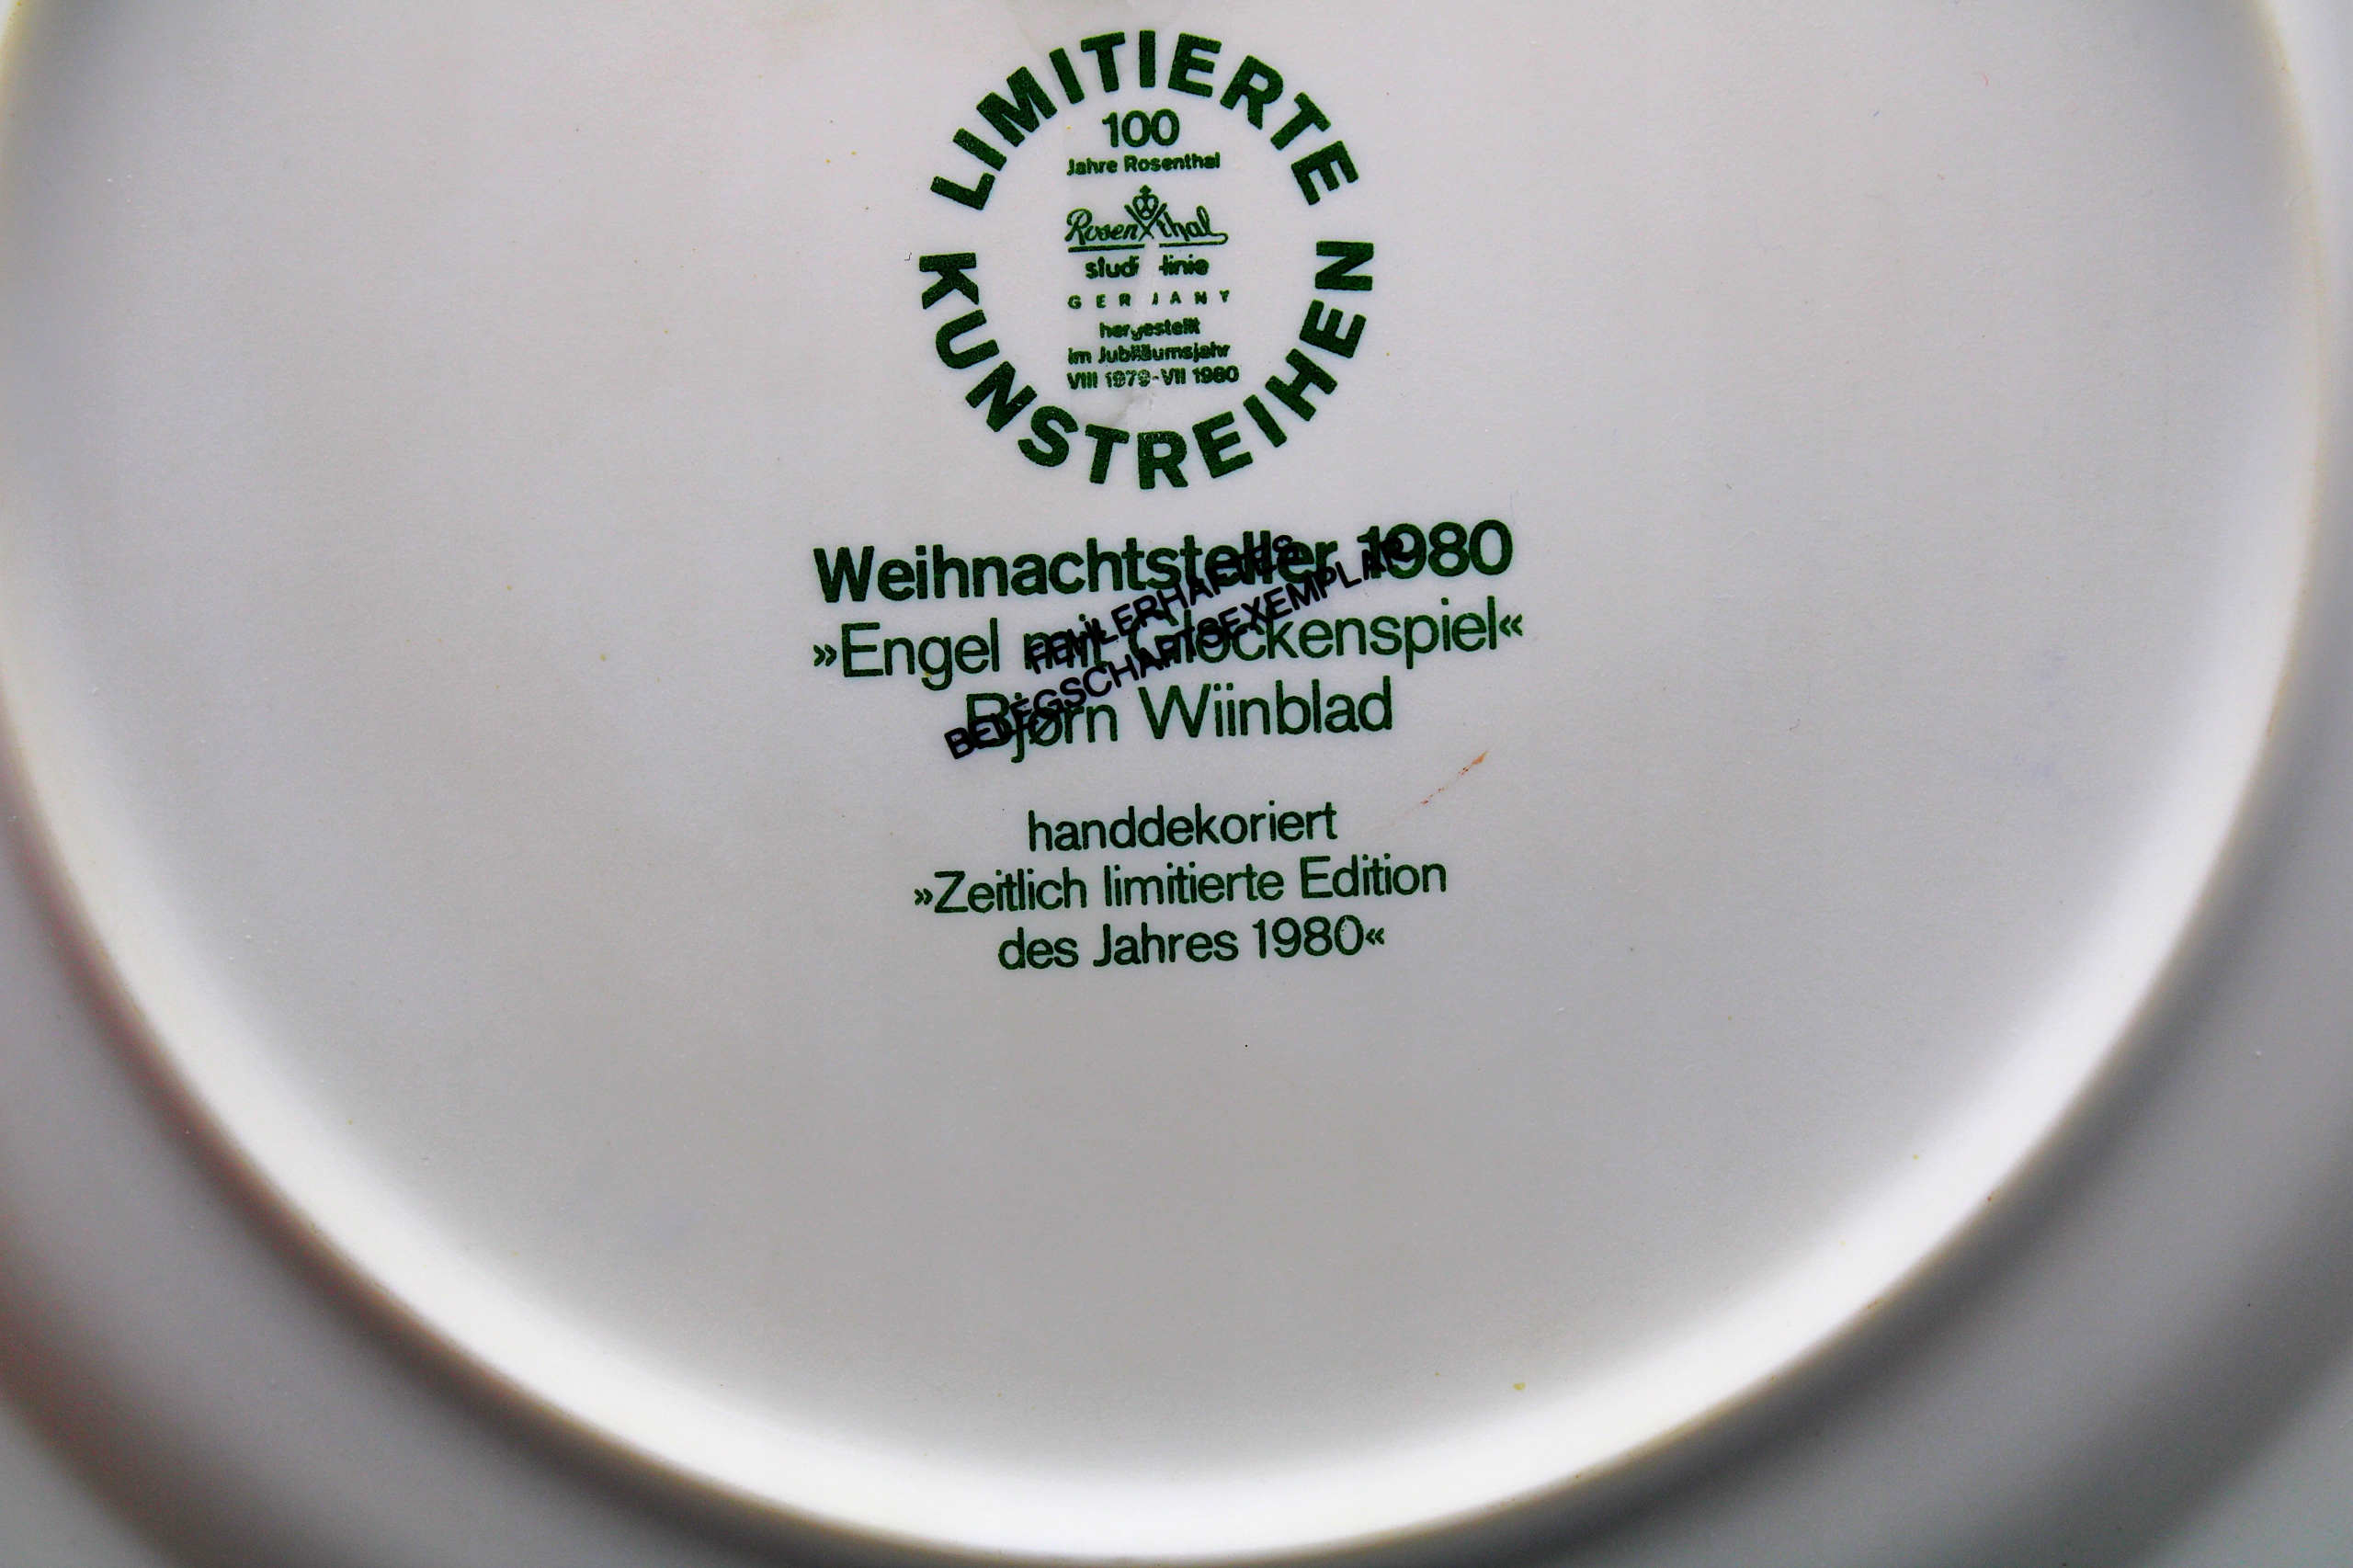 LIMITIERTE
100
Jahre Rosenthal
Rosenthal
studio-linie
GERMANY
hergestellt
im Jubiläumsjahr
VIII 1979-VII 1980
KUNSTREIHEN
Weihnachtsteller 1980
»Engel mit Glockenspiel«
Bjørn Wiinblad
FEHLERHAFTES
BELEGSCHAFTSEXEMPLAR
handdekoriert
»Zeitlich limitierte Edition
des Jahres 1980«